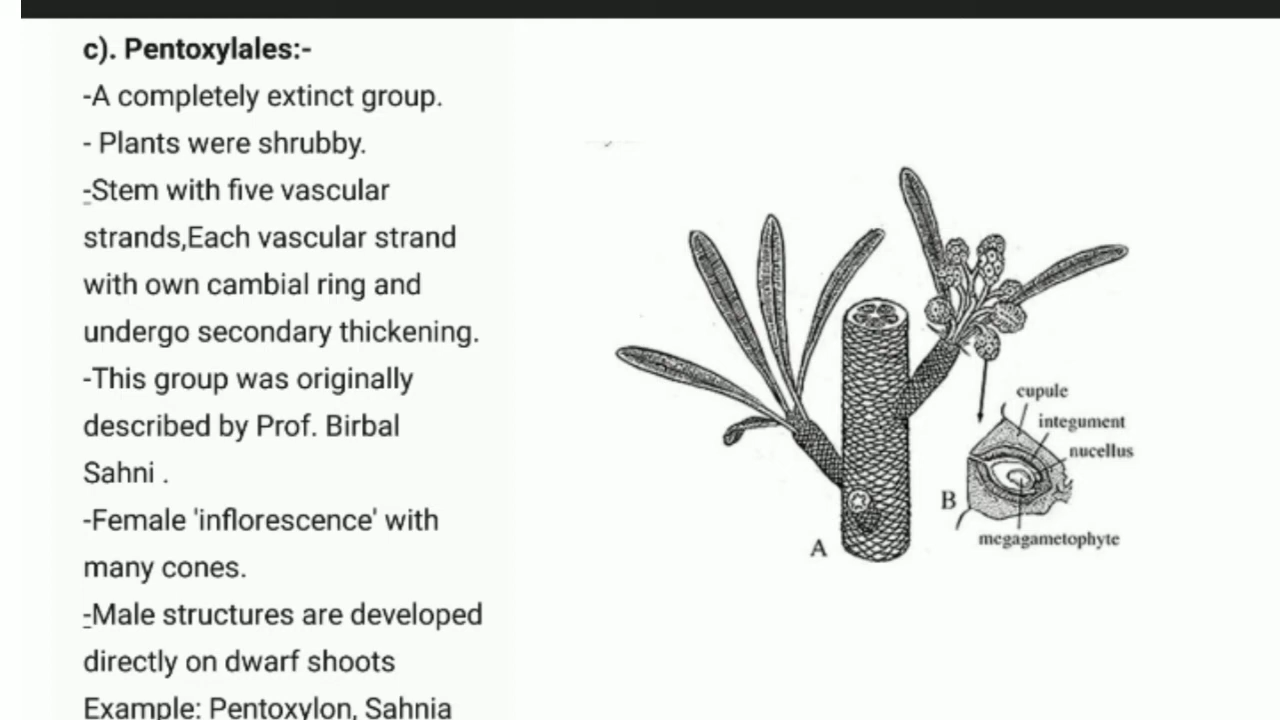 c). Pentoxylales:-
-A completely extinct group.
- Plants were shrubby.
-Stem with five vascular
strands,Each vascular strand
with own cambial ring and
undergo secondary thickening.
-This group was originally
described by Prof. Birbal
Sahni .
-Female 'inflorescence' with
many cones.
-Male structures are developed
directly on dwarf shoots
Example: Pentoxylon, Sahnia
cupule
integument
nucellus
B
megagametophyte
A